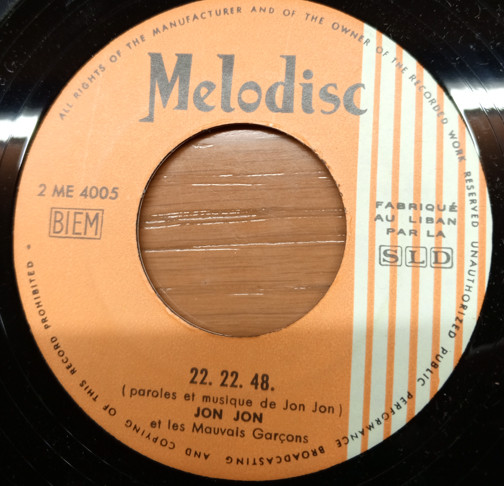 ALL RIGHTS OF THE MANUFACTURER AND OF THE OWNER OF THE RECORDED WORK RESERVED UNAUTHORIZED PUBLIC PERFORMANCE BROADCASTING AND COPYING OF THIS RECORD PROHIBITED
Melodisc
2 ME 4005
BIEM
FABRIQUÉ
AU LIBAN
PAR LA
SLD
22. 22. 48.
(paroles et musique de Jon Jon)
JON JON
et les Mauvais Garçons